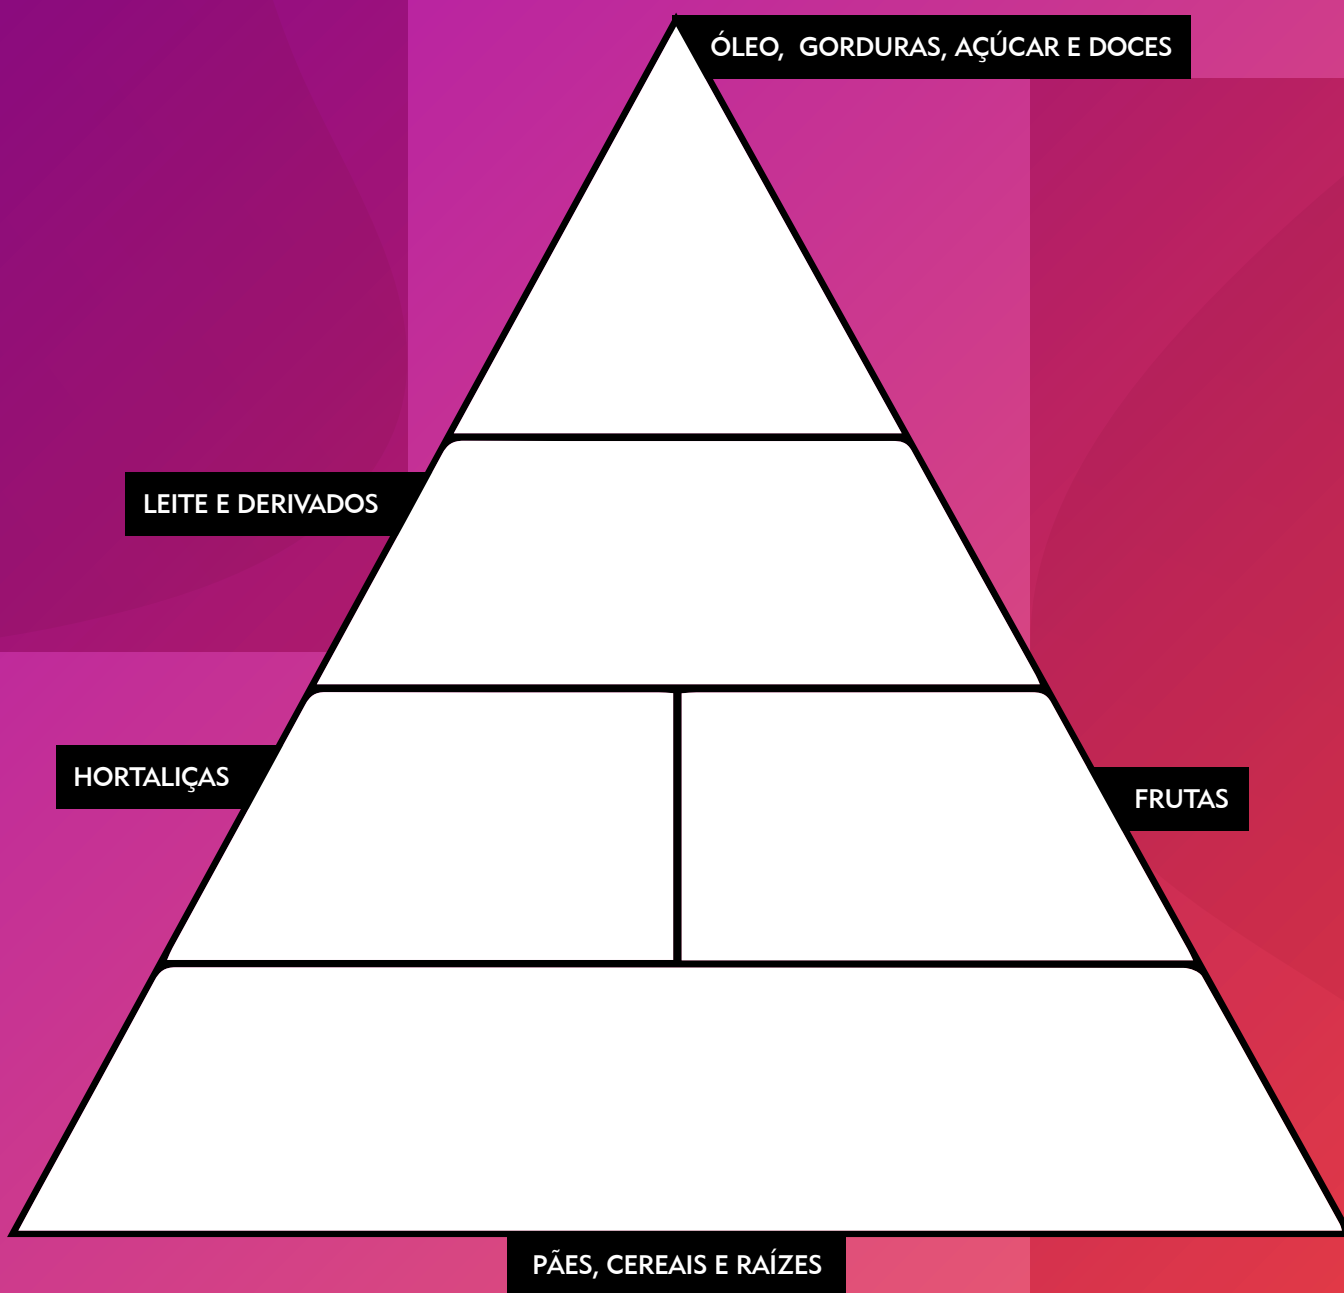 ÓLEO, GORDURAS, AÇÚCAR E DOCES
LEITE E DERIVADOS
HORTALIÇAS
FRUTAS
PÃES, CEREAIS E RAÍZES